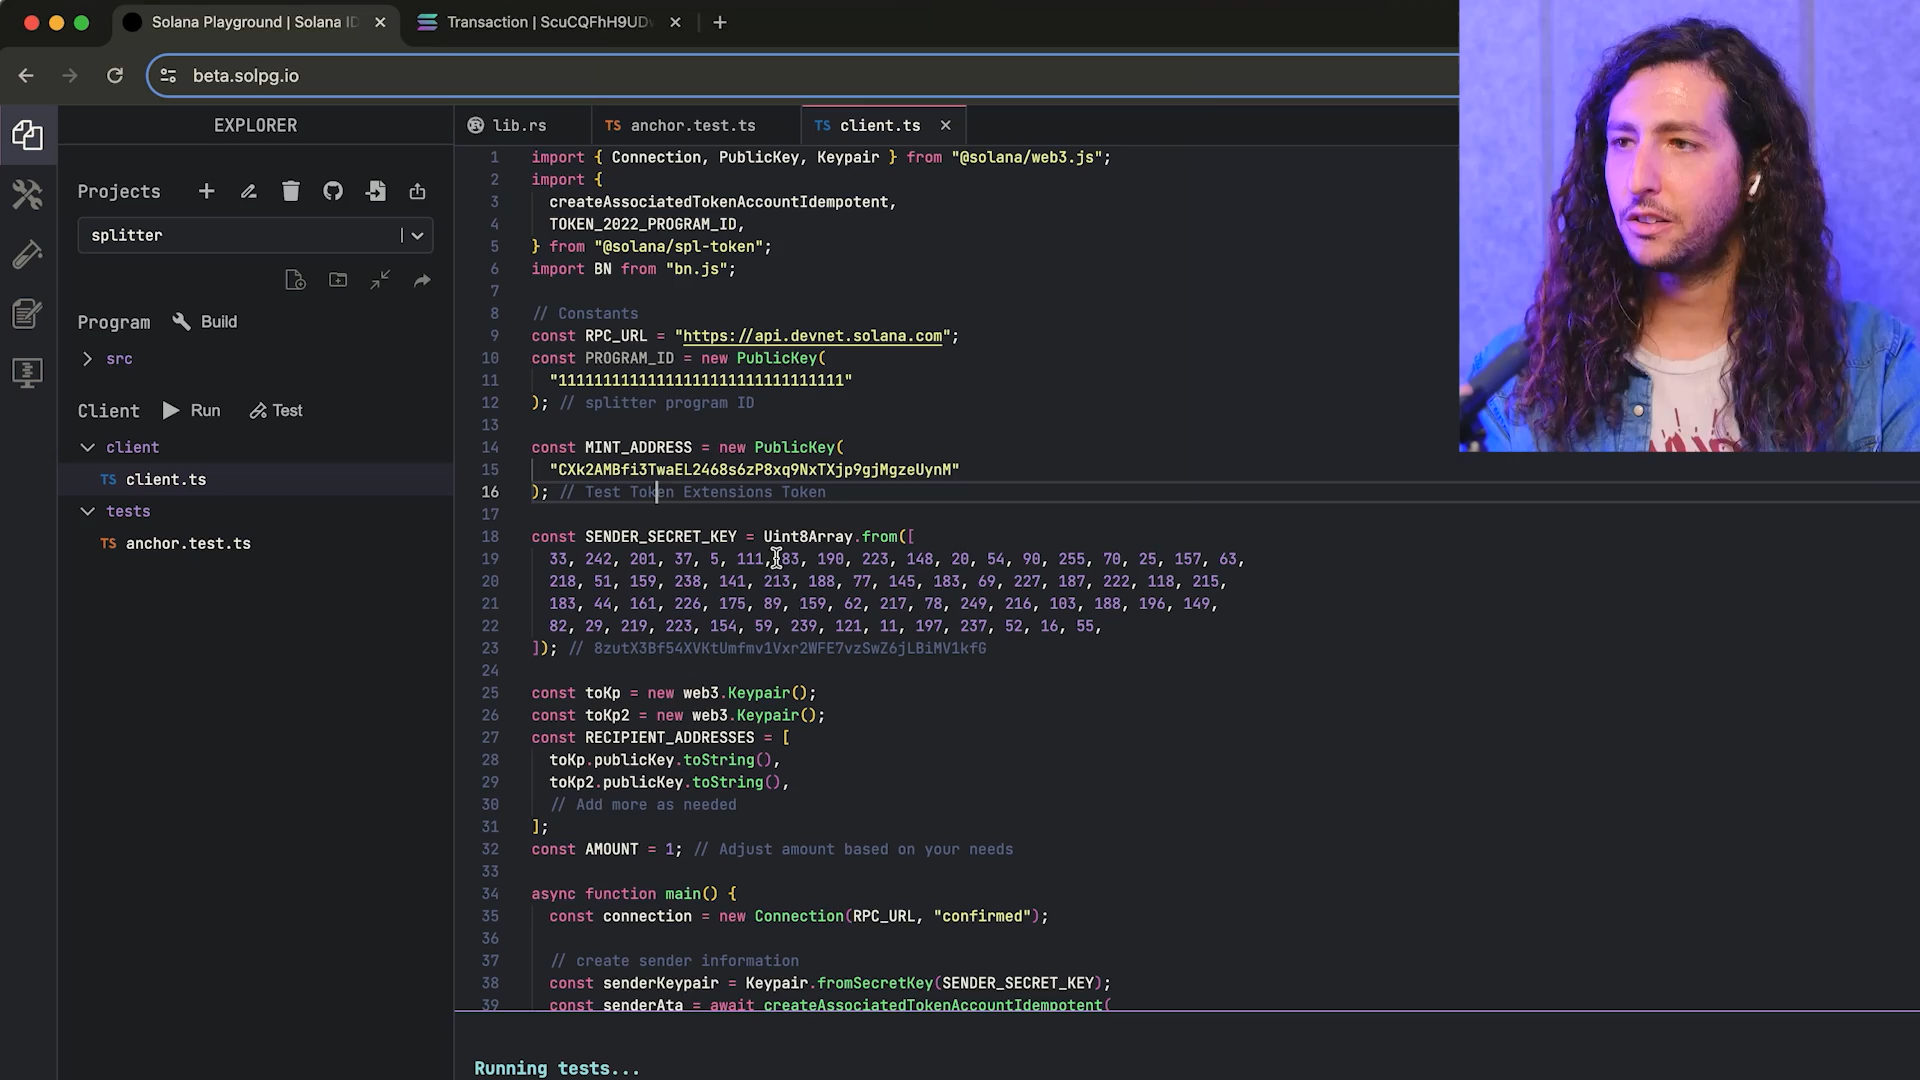 Solana Playground | Solana ID
Transaction | ScuCQFhH9UD
beta.solpg.io
EXPLORER
Projects
splitter
Program
Build
src
Client
Run
Test
client
TS client.ts
tests
TS anchor.test.ts
lib.rs
TS anchor.test.ts
TS client.ts
1 import { Connection, PublicKey, Keypair } from "@solana/web3.js";
2 import {
3 createAssociatedTokenAccountIdempotent,
4 TOKEN_2022_PROGRAM_ID,
5 } from "@solana/spl-token";
6 import BN from "bn.js";
7
8 // Constants
9 const RPC_URL = "https://api.devnet.solana.com";
10 const PROGRAM_ID = new PublicKey(
11 "11111111111111111111111111111111"
12 ); // splitter program ID
13
14 const MINT_ADDRESS = new PublicKey(
15 "CXk2AMBfi3TwaEL2468s6zP8xq9NxTXjp9gjMgzeUynM"
16 ); // Test Token Extensions Token
17
18 const SENDER_SECRET_KEY = Uint8Array.from([
19 33, 242, 201, 37, 5, 111, 83, 190, 223, 148, 20, 54, 90, 255, 70, 25, 157, 63,
20 218, 51, 159, 238, 141, 213, 188, 77, 145, 183, 69, 227, 187, 222, 118, 215,
21 183, 44, 161, 226, 175, 89, 159, 62, 217, 78, 249, 216, 103, 188, 196, 149,
22 82, 29, 219, 223, 154, 59, 239, 121, 11, 197, 237, 52, 16, 55,
23 ]); // 8zutX3Bf54XVKtUmfmv1Vxr2WFE7vzSwZ6jLBiMV1kfG
24
25 const toKp = new web3.Keypair();
26 const toKp2 = new web3.Keypair();
27 const RECIPIENT_ADDRESSES = [
28 toKp.publicKey.toString(),
29 toKp2.publicKey.toString(),
30 // Add more as needed
31 ];
32 const AMOUNT = 1; // Adjust amount based on your needs
33
34 async function main() {
35 const connection = new Connection(RPC_URL, "confirmed");
36
37 // create sender information
38 const senderKeypair = Keypair.fromSecretKey(SENDER_SECRET_KEY);
39 const senderAta = await createAssociatedTokenAccountIdempotent(
Running tests...